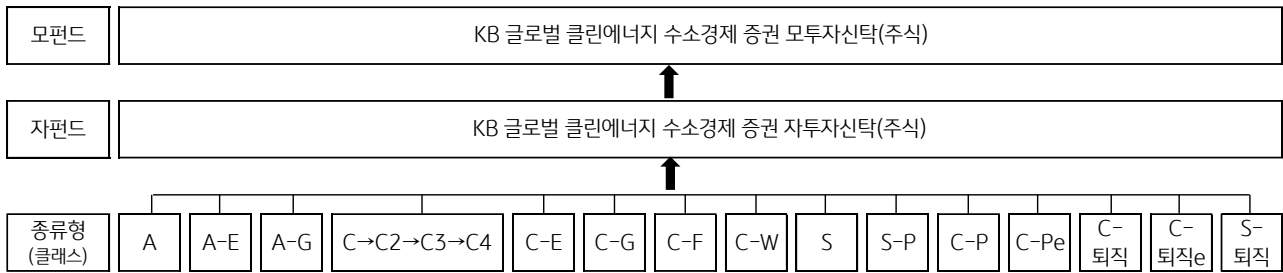 모펀드
KB 글로벌 클린에너지 수소경제 증권 모투자신탁(주식)
자펀드
KB 글로벌 클린에너지 수소경제 증권 자투자신탁(주식)
종류형
(클래스)
A
A-E
A-G
C→C2→C3→C4
C-E
C-G
C-F
C-W
S
S-P
C-P
C-Pe
C-
퇴직
C-
퇴직e
S-
퇴직